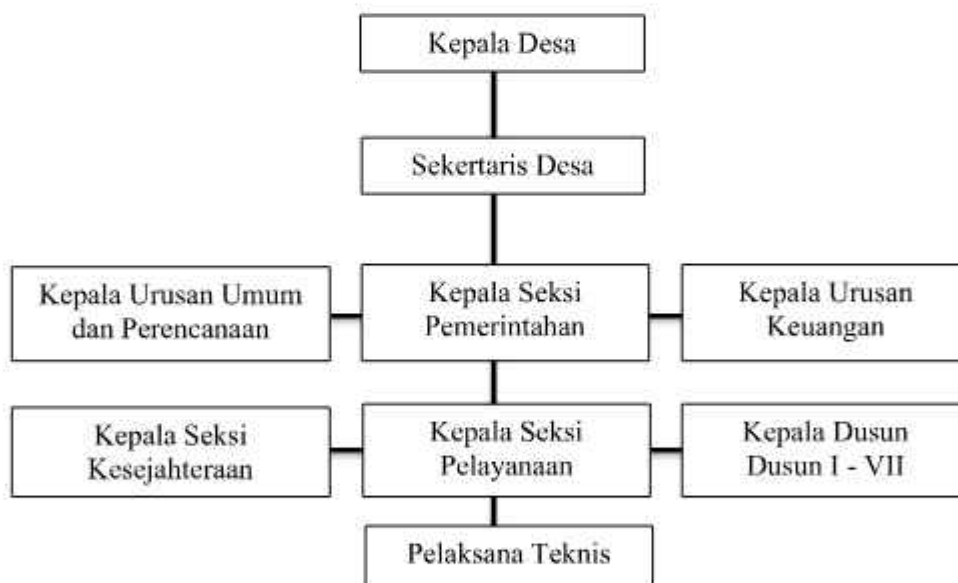 Kepala Desa
Sekertaris Desa
Kepala Urusan Umum
dan Perencanaan
Kepala Seksi
Pemerintahan
Kepala Urusan
Keuangan
Kepala Seksi
Kesejahteraan
Kepala Seksi
Pelayanaan
Kepala Dusun
Dusun I - VII
Pelaksana Teknis